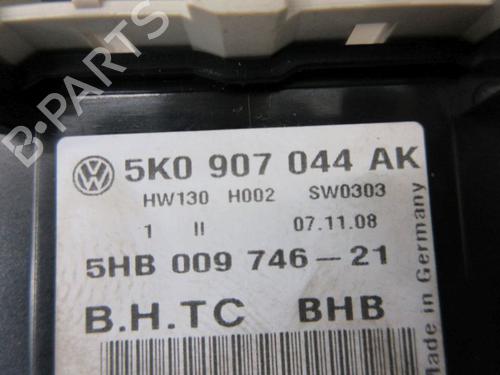 B-PARTS
5K0 907 044 AK
HW130 H002 SW0303
1 II 07.11.08
5HB 009 746-21
B.H.TC BHB
Made in Germany